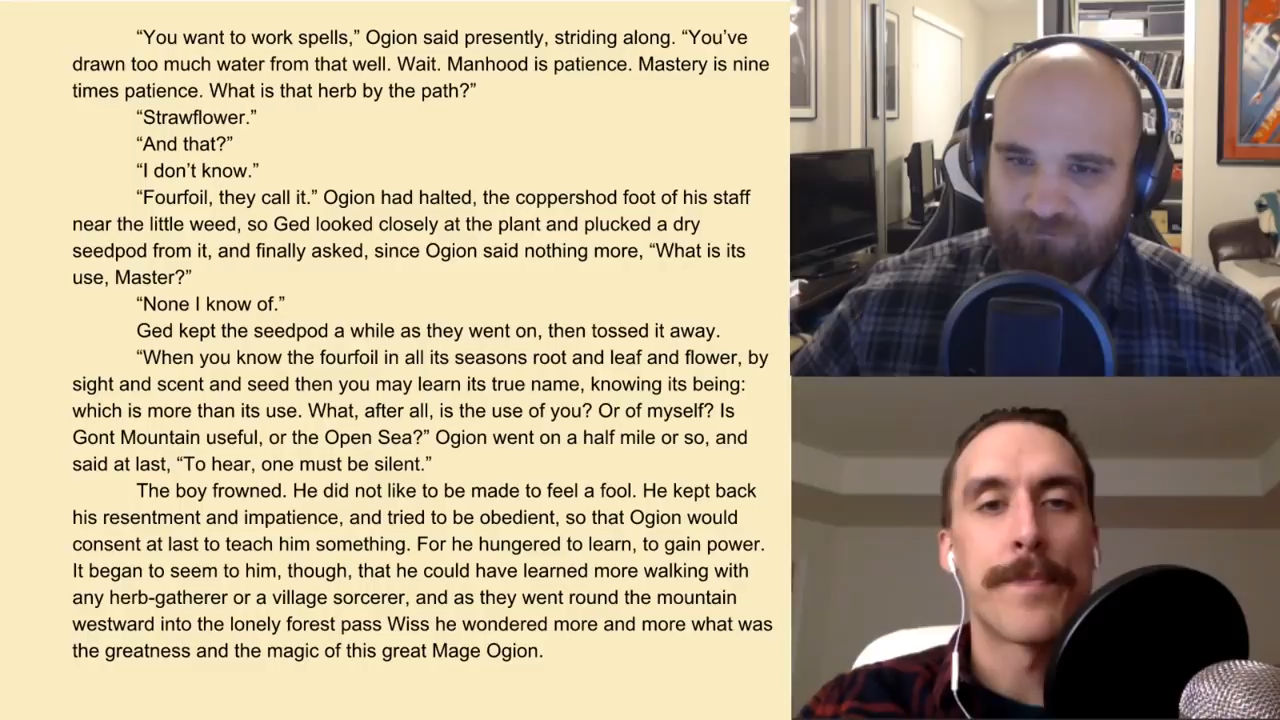 “You want to work spells,” Ogion said presently, striding along. “You’ve
drawn too much water from that well. Wait. Manhood is patience. Mastery is nine
times patience. What is that herb by the path?”
“Strawflower.”
“And that?”
“I don’t know.”
“Fourfoil, they call it.” Ogion had halted, the coppershod foot of his staff
near the little weed, so Ged looked closely at the plant and plucked a dry
seedpod from it, and finally asked, since Ogion said nothing more, “What is its
use, Master?”
“None I know of.”
Ged kept the seedpod a while as they went on, then tossed it away.
“When you know the fourfoil in all its seasons root and leaf and flower, by
sight and scent and seed then you may learn its true name, knowing its being:
which is more than its use. What, after all, is the use of you? Or of myself? Is
Gont Mountain useful, or the Open Sea?” Ogion went on a half mile or so, and
said at last, “To hear, one must be silent.”
The boy frowned. He did not like to be made to feel a fool. He kept back
his resentment and impatience, and tried to be obedient, so that Ogion would
consent at last to teach him something. For he hungered to learn, to gain power.
It began to seem to him, though, that he could have learned more walking with
any herb-gatherer or a village sorcerer, and as they went round the mountain
westward into the lonely forest pass Wiss he wondered more and more what was
the greatness and the magic of this great Mage Ogion.